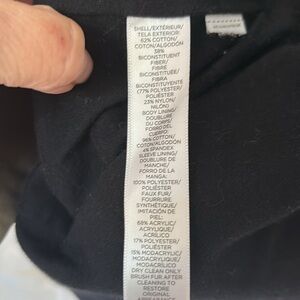 SHELL/EXTÉRIEUR/
TELA EXTERIOR
62% COTTON/
COTON/ALGODÓN
38%
BICONSTITUENT
FIBER/
FIBRE
BICONSTITUÉE/
FIBRA
BICONSTITUYENTE
(77% POLYESTER/
POLIÉSTER
23% NYLON/
NILON)
BODY LINING/
DOUBLURE
DU CORPS/
FORRO DEL
CUERPO
96% COTTON/
COTON/ALGODÓN
4% SPANDEX
SLEEVE LINING/
DOUBLURE DE
MANCHE/
FORRO DE LA
MANGA:
100% POLYESTER/
POLIÉSTER
FAUX FUR/
FOURRURE
SYNTHÉTIQUE/
IMITACIÓN DE
PIEL:
68% ACRYLIC/
ACRYLIQUE/
ACRÍLICO
17% POLYESTER/
POLIÉSTER
15% MODACRYLIC/
MODACRYLIQUE/
MODACRÍLICO
DRY CLEAN ONLY
BRUSH FUR AFTER
CLEANING TO
RESTORE
ORIGINAL